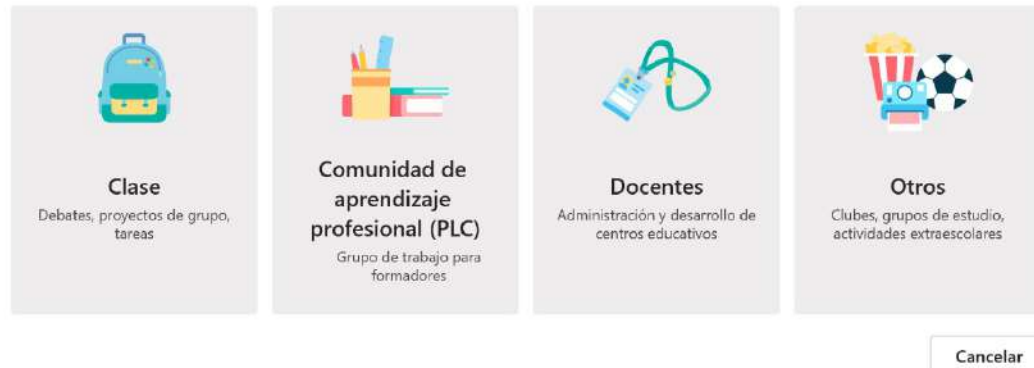 Clase
Debates, proyectos de grupo,
tareas
Comunidad de
aprendizaje
profesional (PLC)
Grupo de trabajo para
formadores
Docentes
Administración y desarrollo de
centros educativos
Otros
Clubes, grupos de estudio,
actividades extraescolares
Cancelar